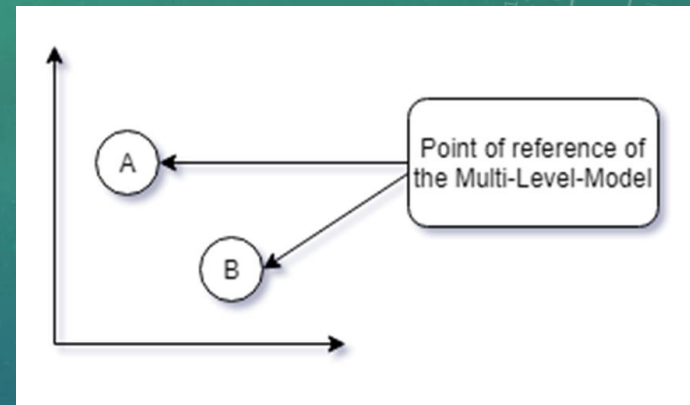 A
Point of reference of
the Multi-Level-Model
B